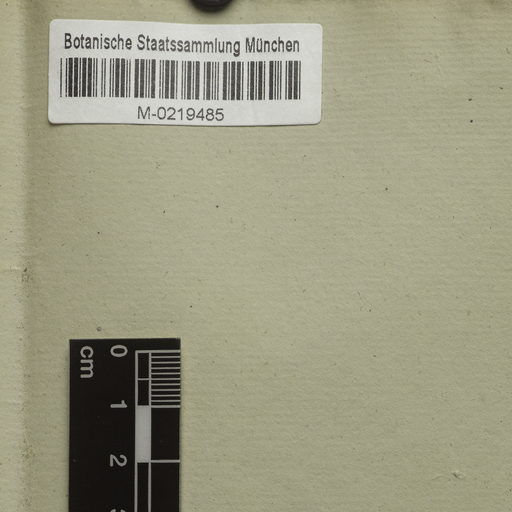 Botanische Staatssammlung München
M-0219485
cm
0
1
2